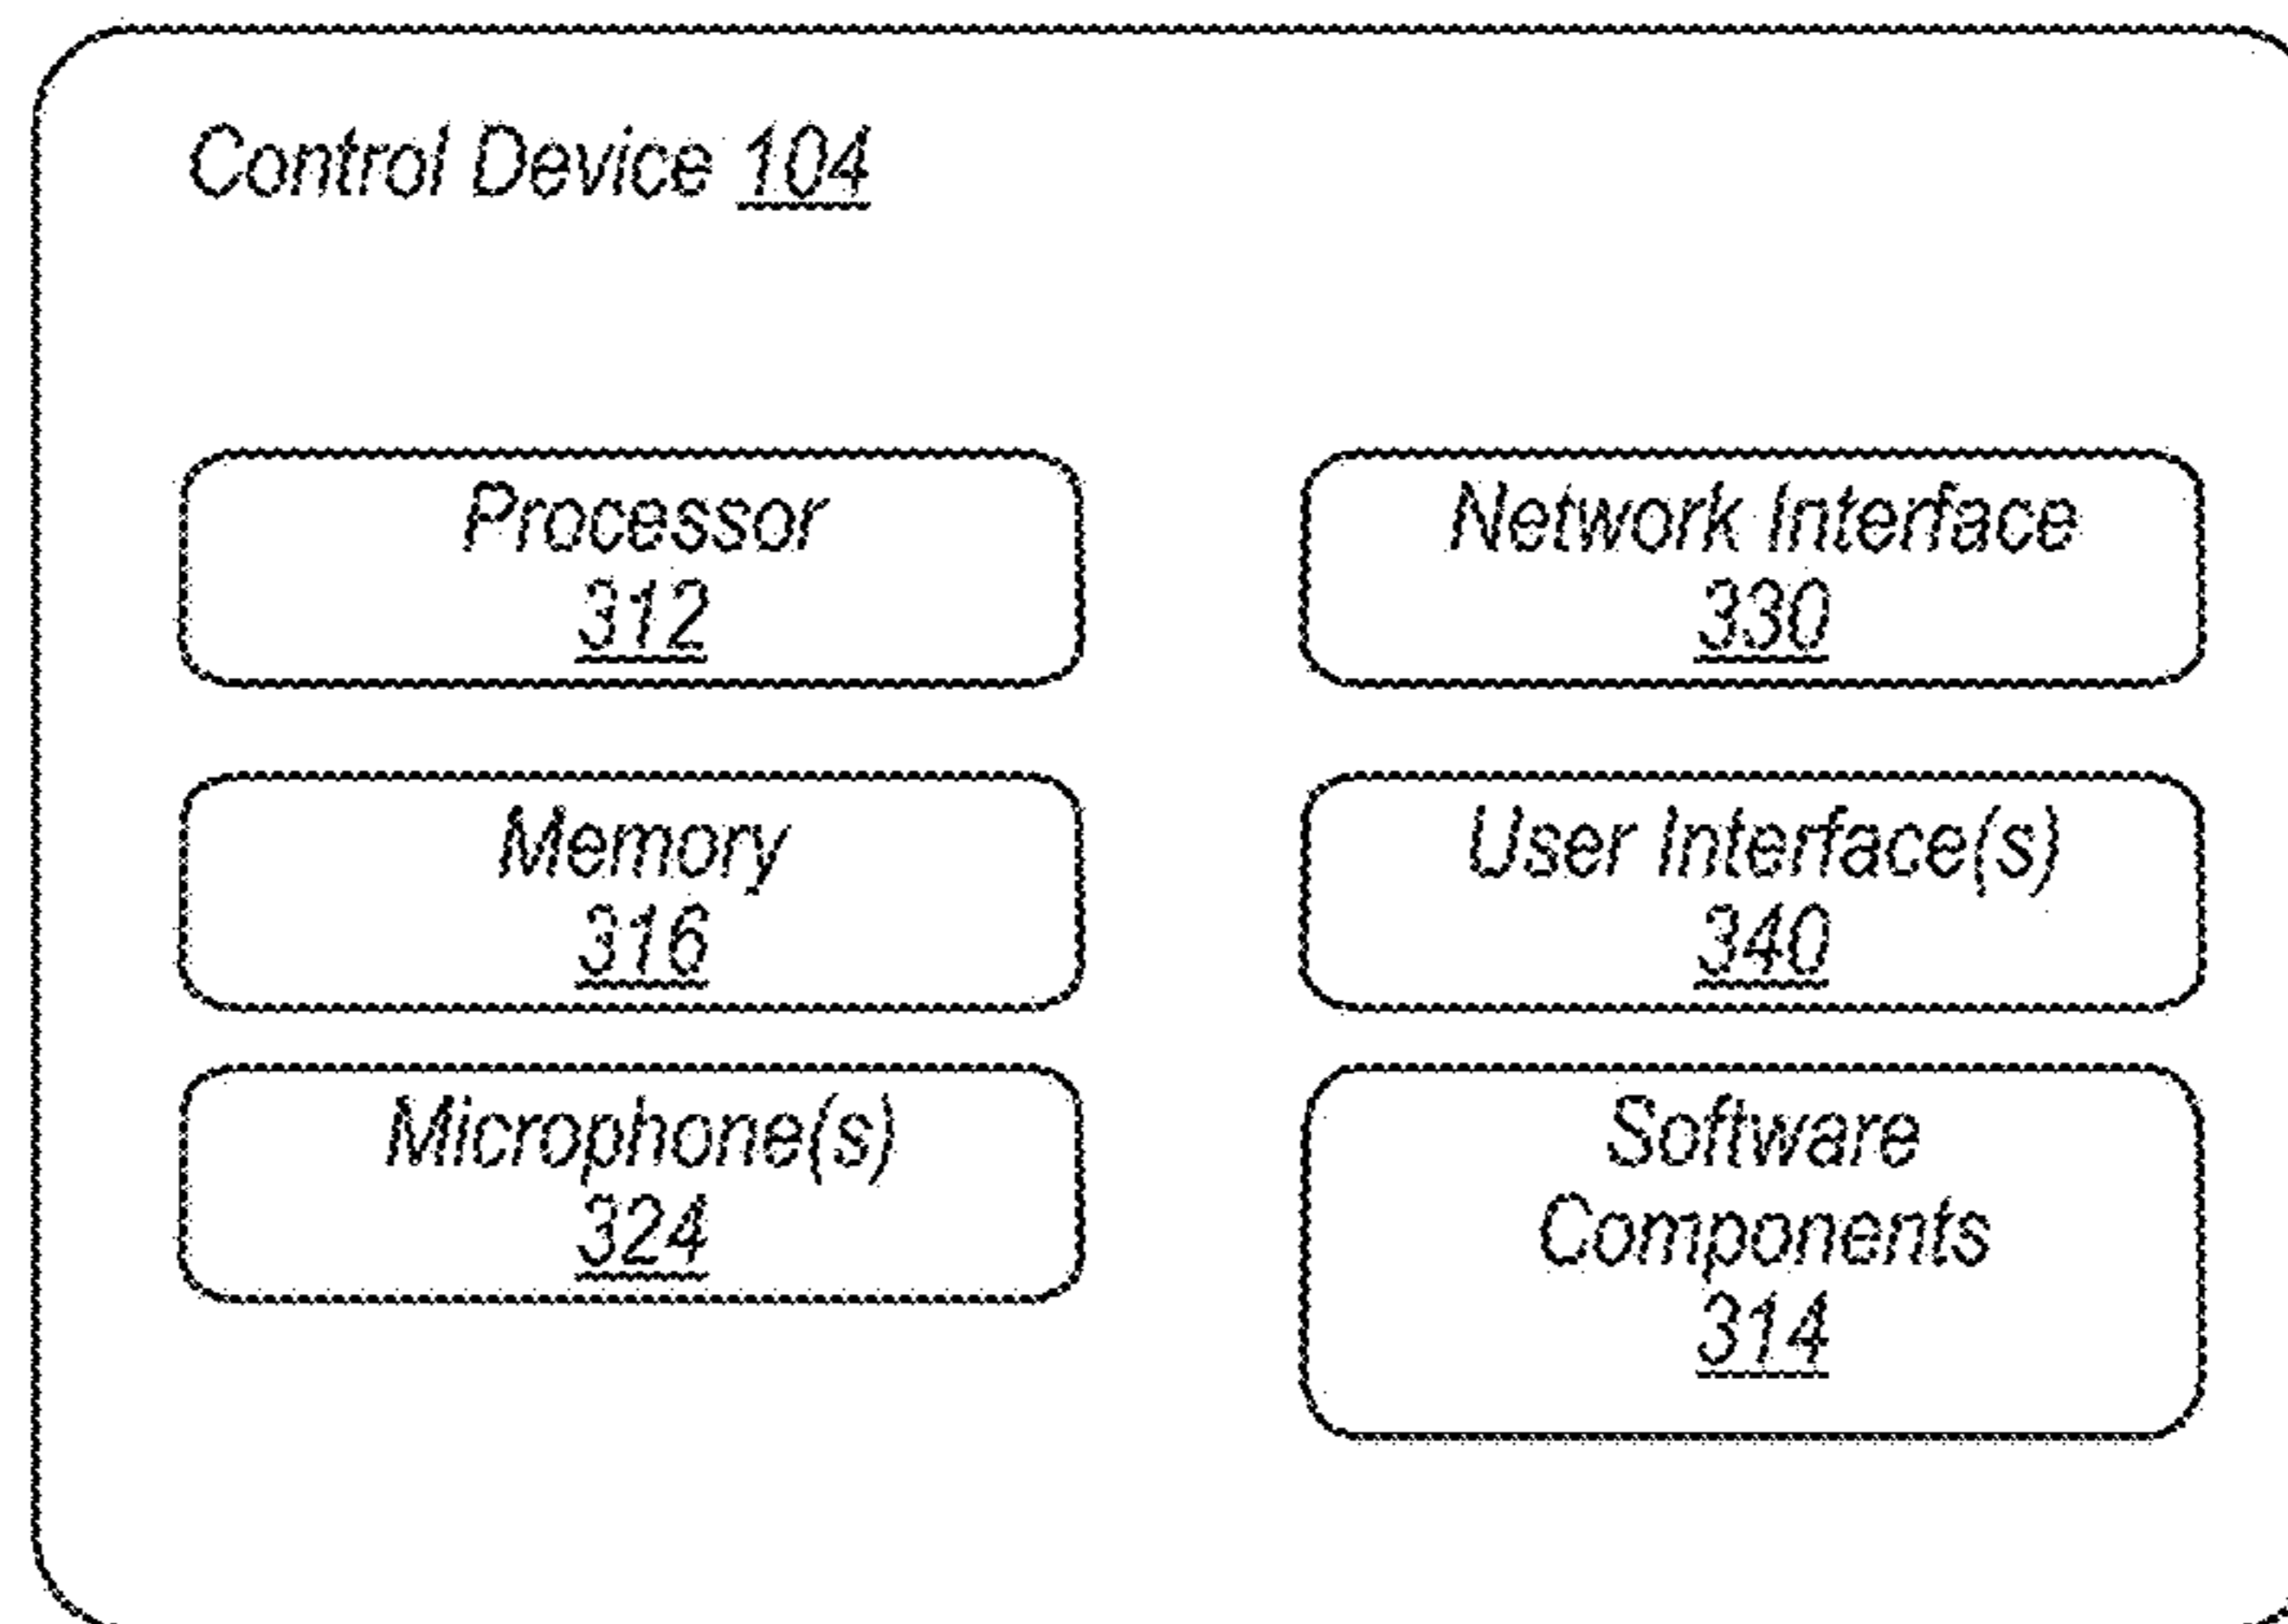 Control Device 104
Processor
312
Network Interface
330
Memory
316
User Interface(s)
340
Microphone(s)
324
Software
Components
314